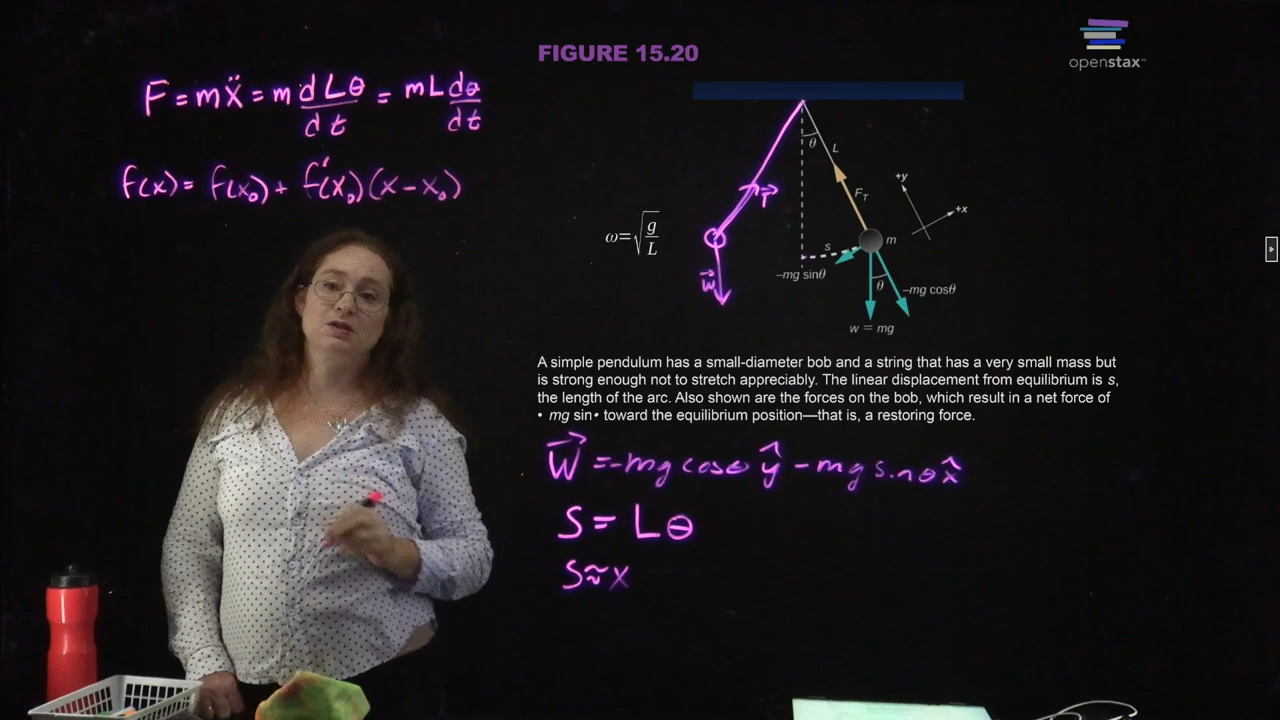 FIGURE 15.20
openstax
F = mẍ = m dLθ/dt = mL dθ/dt
f(x) = f(x₀) + f'(x₀)(x - x₀)
θ
L
+y
F_T
+x
T⃗
ω=√(g/L)
m
s
-mg sinθ
w⃗
θ
-mg cosθ
w = mg
A simple pendulum has a small-diameter bob and a string that has a very small mass but
is strong enough not to stretch appreciably. The linear displacement from equilibrium is s,
the length of the arc. Also shown are the forces on the bob, which result in a net force of
• mg sin• toward the equilibrium position—that is, a restoring force.
W⃗ = -mg cosθ ŷ - mg sinθ x̂
S = Lθ
S ≈ x